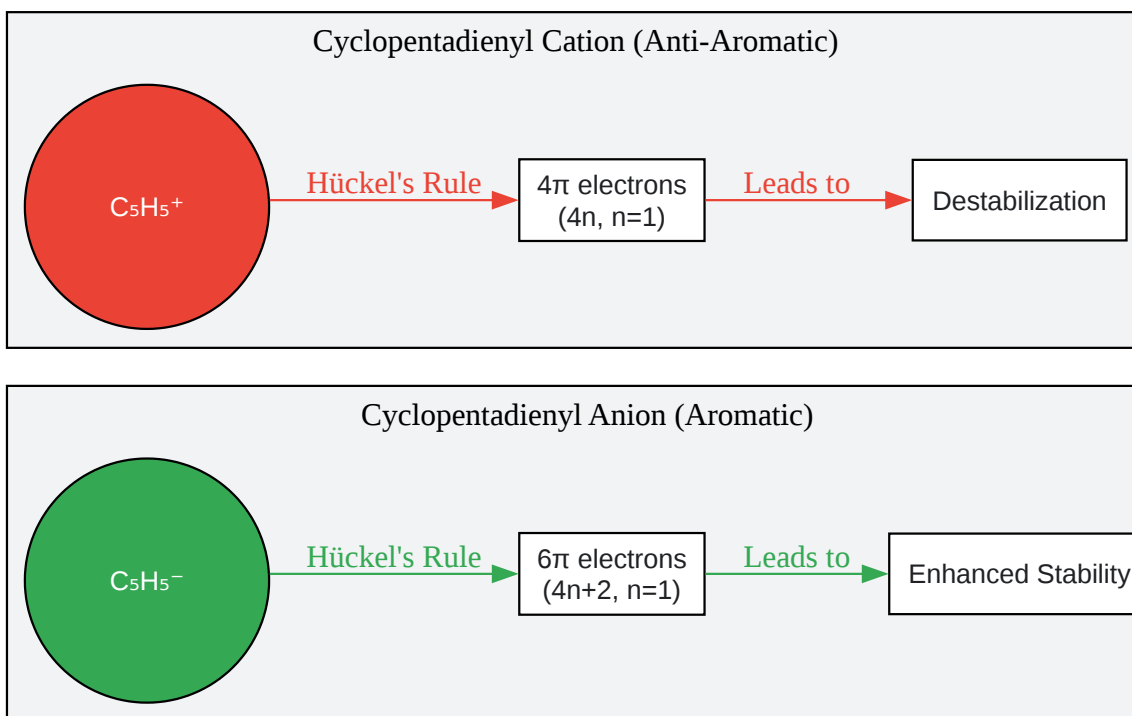 Cyclopentadienyl Cation (Anti-Aromatic)
C₅H₅⁺
Hückel's Rule
4π electrons
(4n, n=1)
Leads to
Destabilization
Cyclopentadienyl Anion (Aromatic)
C₅H₅⁻
Hückel's Rule
6π electrons
(4n+2, n=1)
Leads to
Enhanced Stability